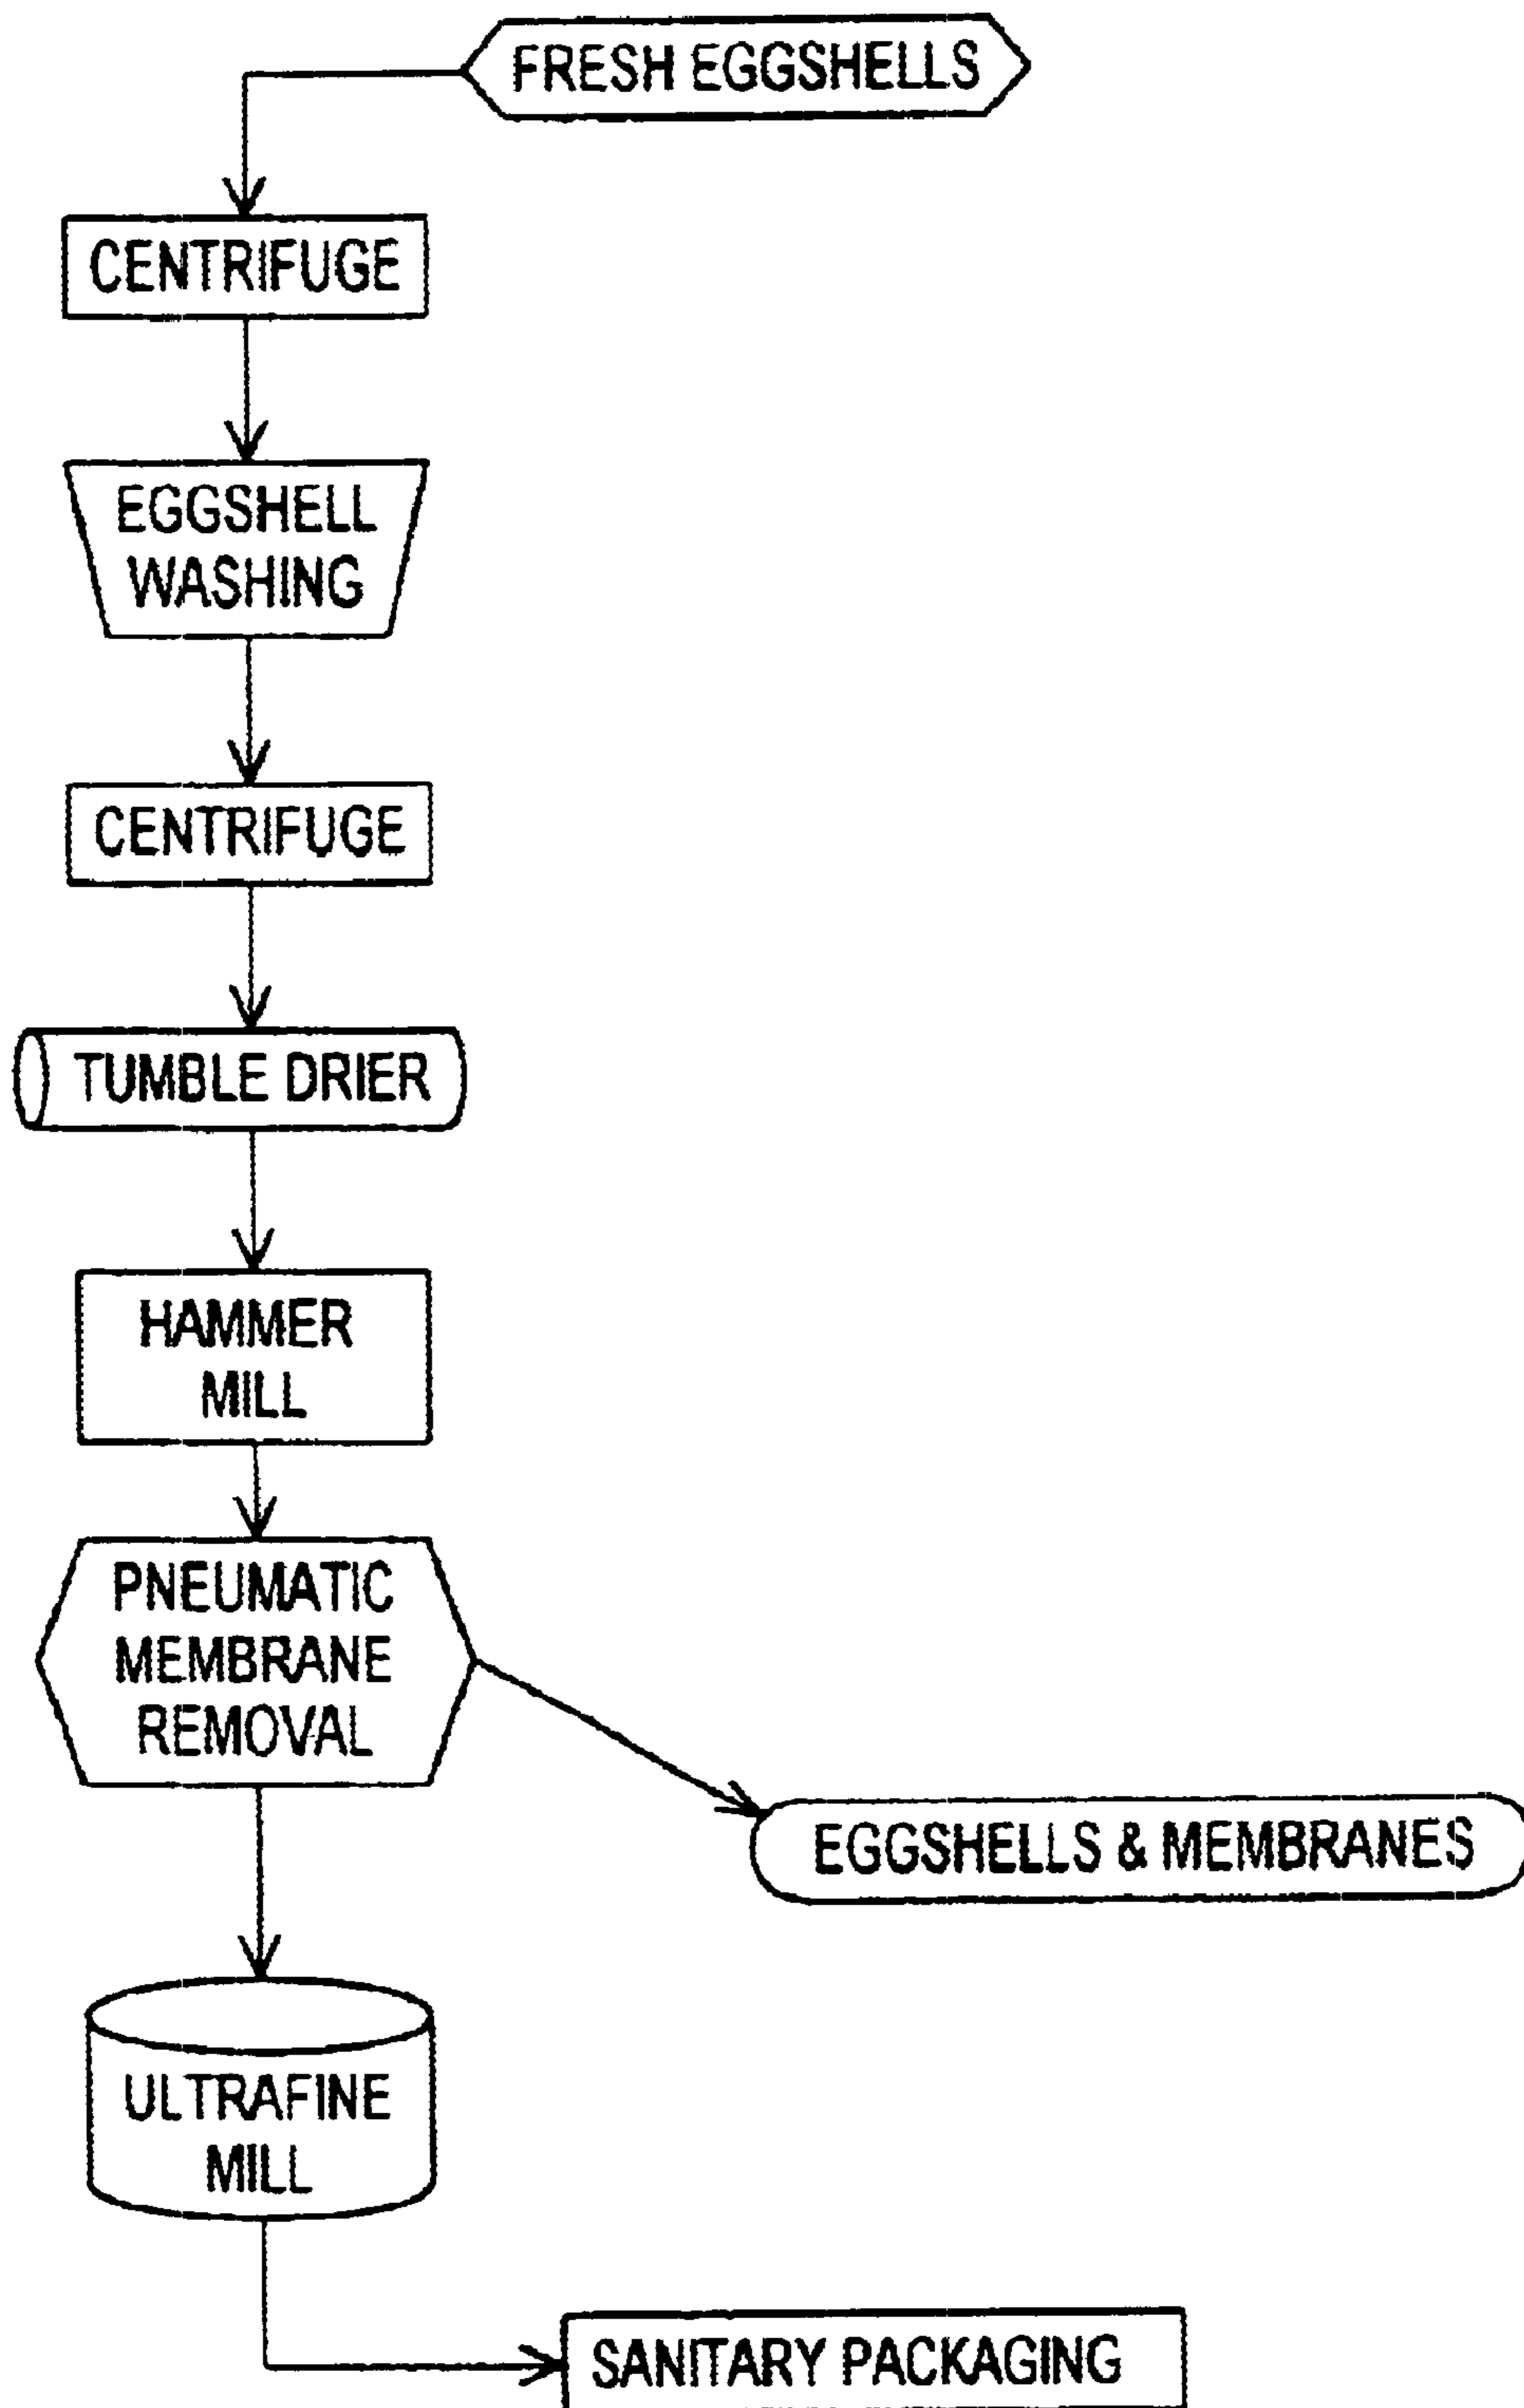 FRESH EGGSHELLS
CENTRIFUGE
EGGSHELL
WASHING
CENTRIFUGE
TUMBLE DRIER
HAMMER
MILL
PNEUMATIC
MEMBRANE
REMOVAL
EGGSHELLS & MEMBRANES
ULTRAFINE
MILL
SANITARY PACKAGING